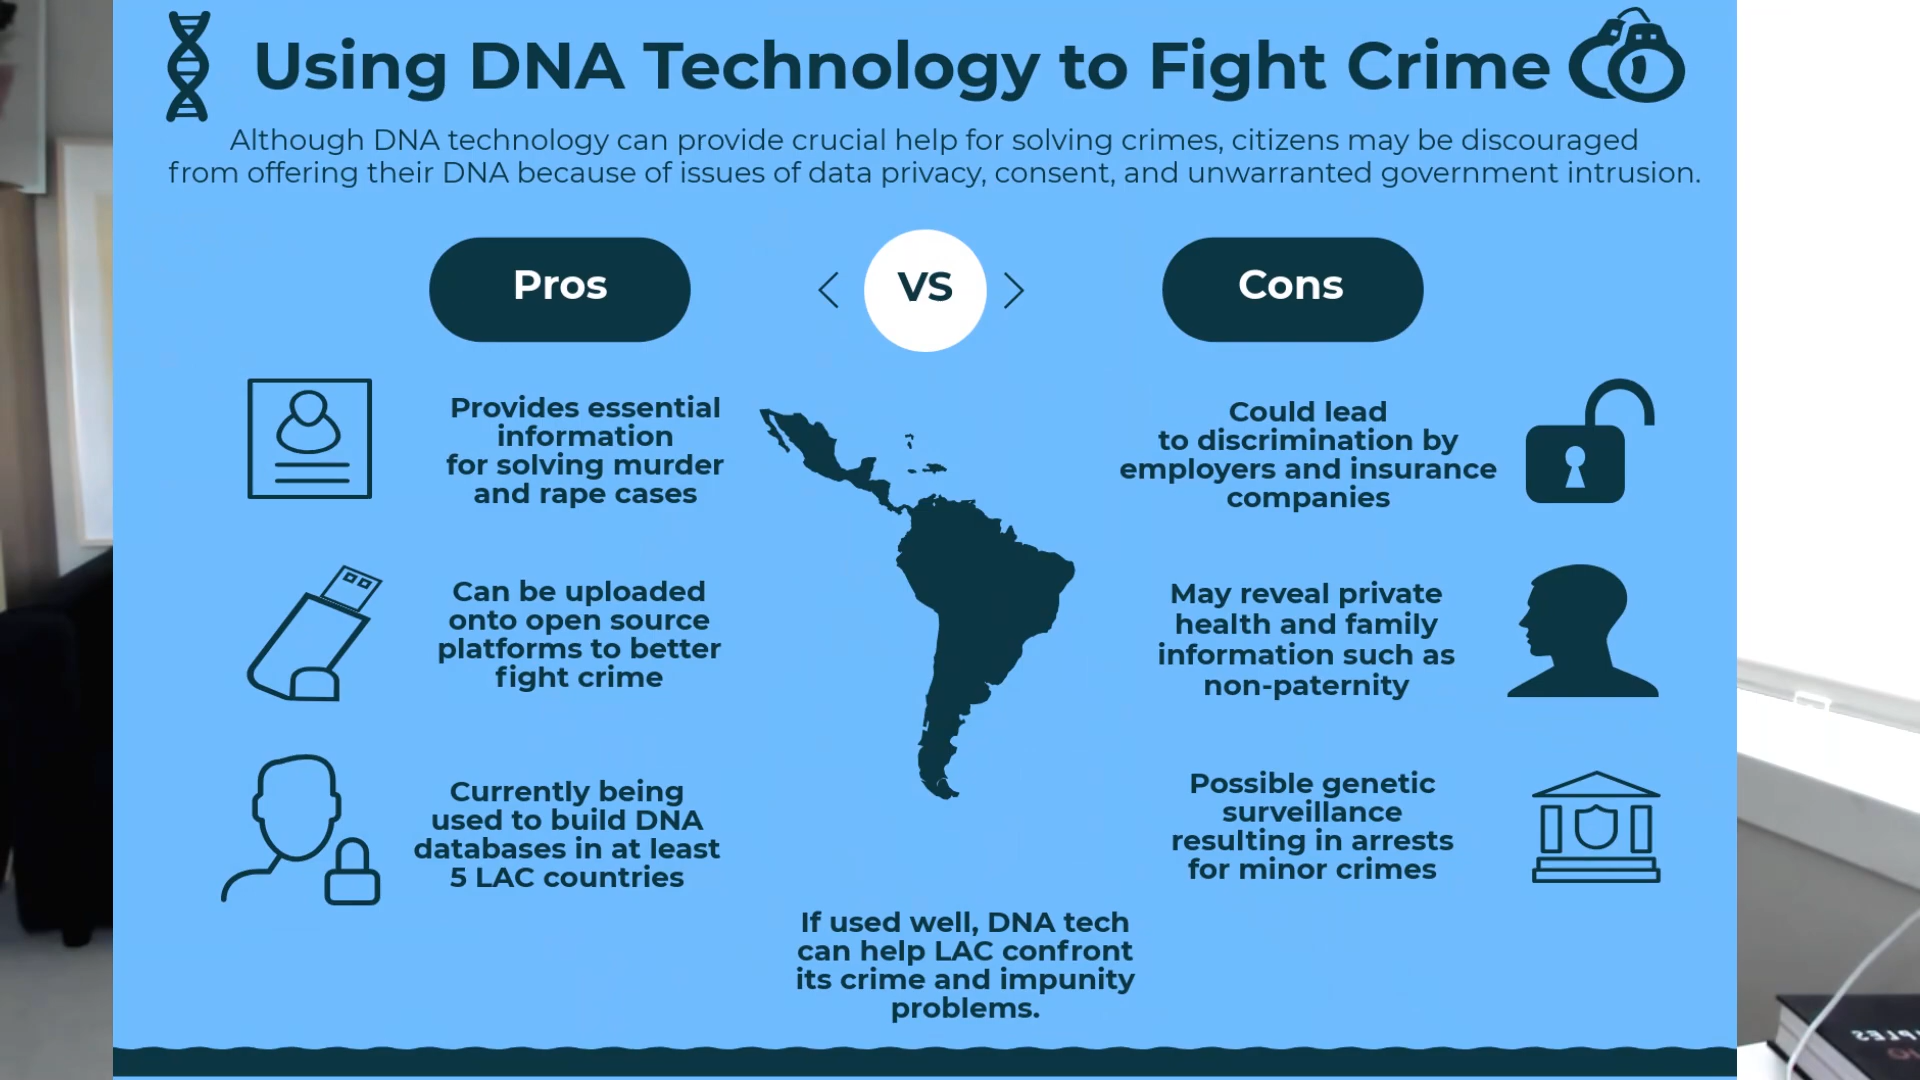 Using DNA Technology to Fight Crime
Although DNA technology can provide crucial help for solving crimes, citizens may be discouraged
from offering their DNA because of issues of data privacy, consent, and unwarranted government intrusion.
Pros
VS
Cons
Provides essential
information
for solving murder
and rape cases
Can be uploaded
onto open source
platforms to better
fight crime
Currently being
used to build DNA
databases in at least
5 LAC countries
Could lead
to discrimination by
employers and insurance
companies
May reveal private
health and family
information such as
non-paternity
Possible genetic
surveillance
resulting in arrests
for minor crimes
If used well, DNA tech
can help LAC confront
its crime and impunity
problems.